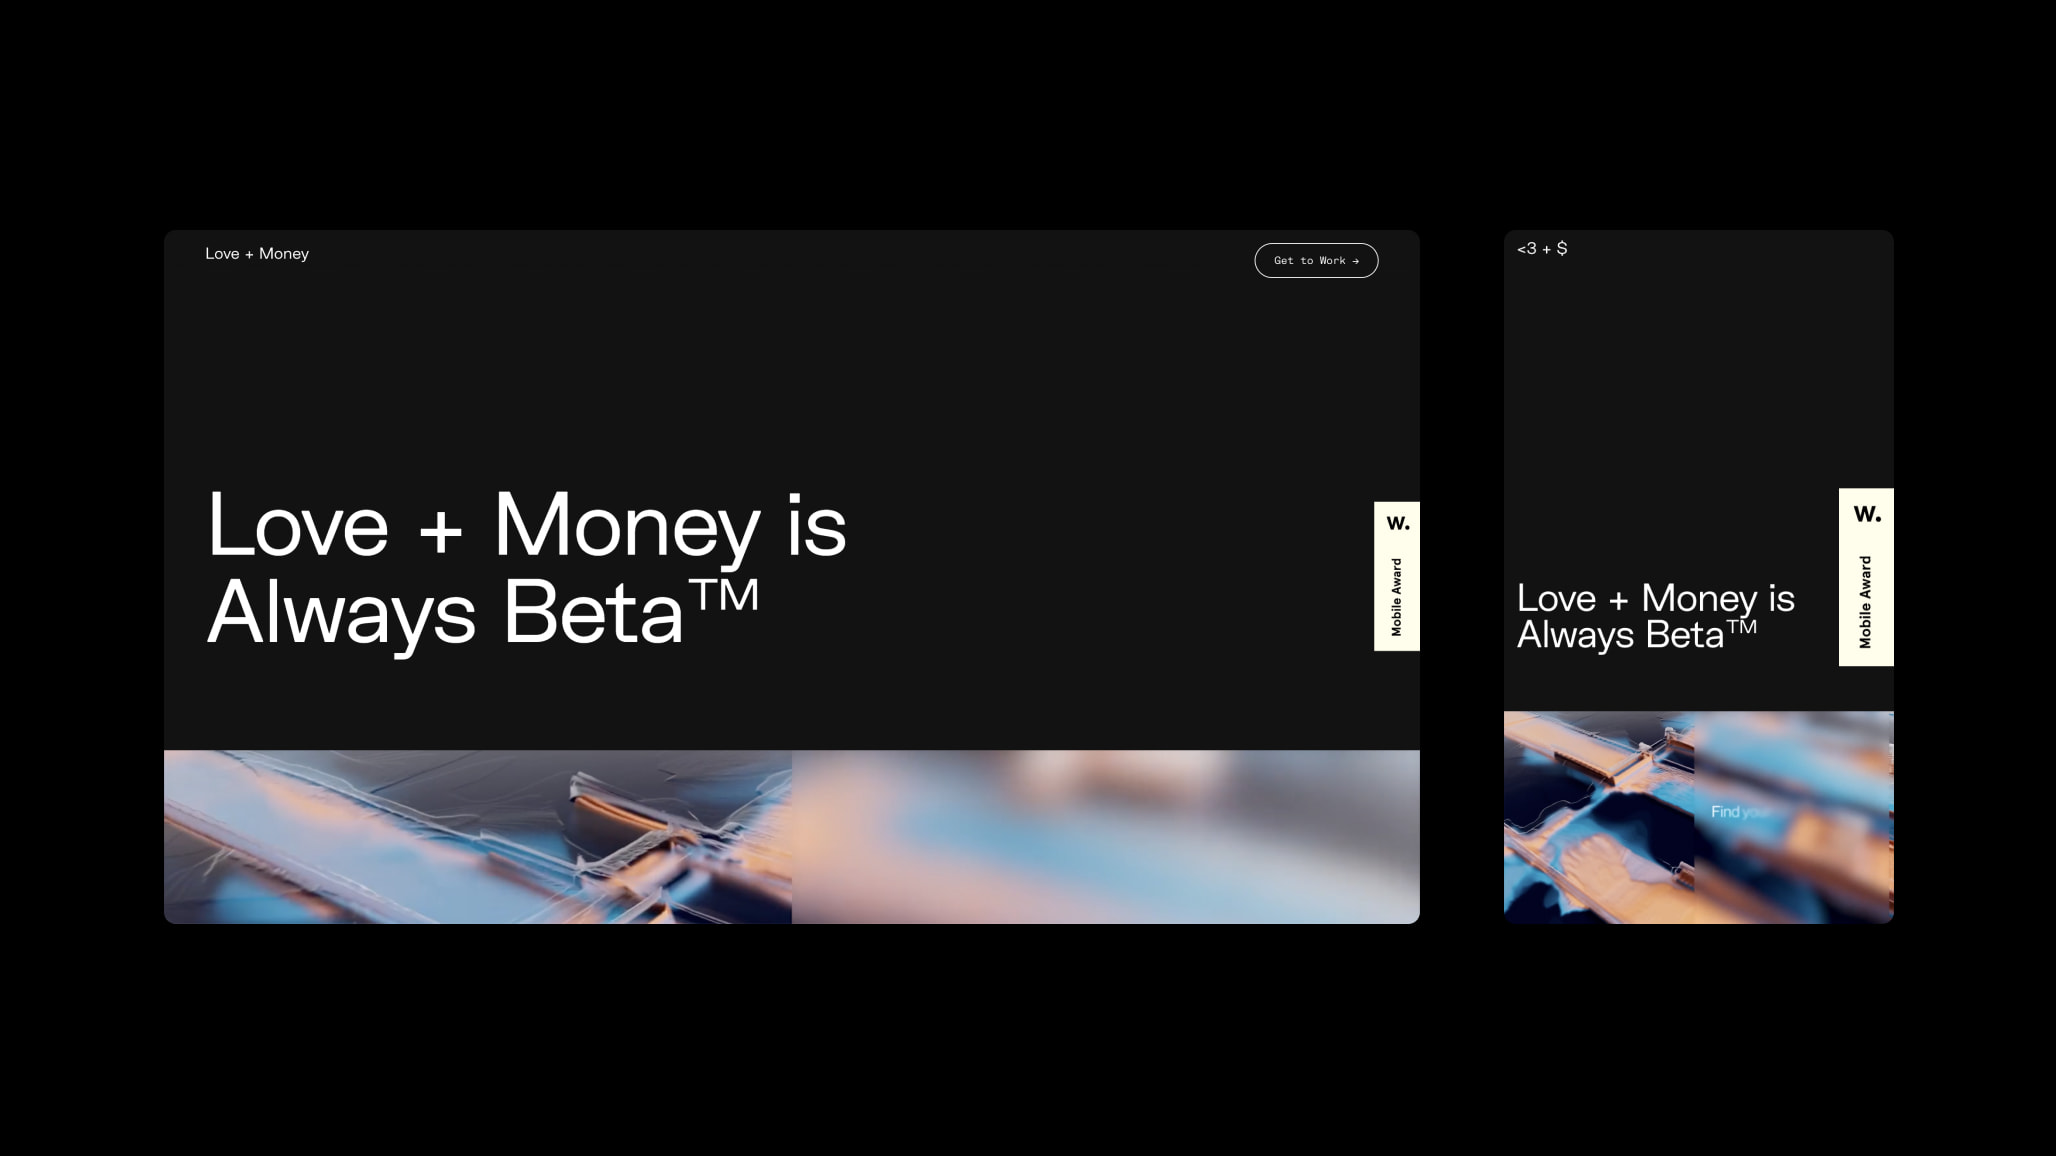 Love + Money
Get to Work →
Love + Money is
Always Beta™
W.
Mobile Award
<3 + $
Love + Money is
Always Beta™
W.
Mobile Award
Find